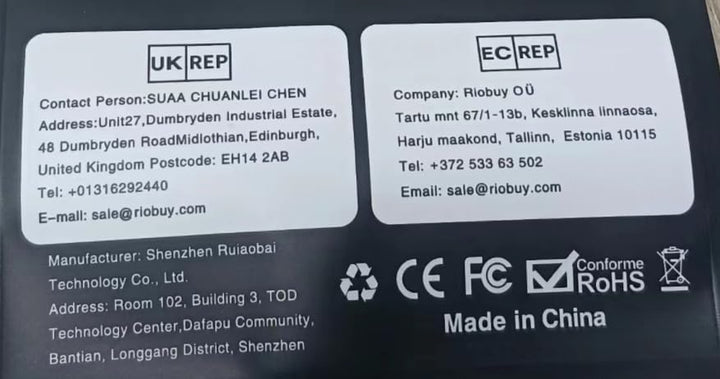 UK REP
Contact Person:SUAA CHUANLEI CHEN
Address:Unit27,Dumbryden Industrial Estate,
48 Dumbryden RoadMidlothian,Edinburgh,
United Kingdom Postcode: EH14 2AB
Tel: +01316292440
E-mail: sale@riobuy.com
EC REP
Company: Riobuy OÜ
Tartu mnt 67/1-13b, Kesklinna linnaosa,
Harju maakond, Tallinn, Estonia 10115
Tel: +372 533 63 502
Email: sale@riobuy.com
Manufacturer: Shenzhen Ruiaobai
Technology Co., Ltd.
Address: Room 102, Building 3, TOD
Technology Center,Dafapu Community,
Bantian, Longgang District, Shenzhen
CE FC Conforme
RoHS
Made in China